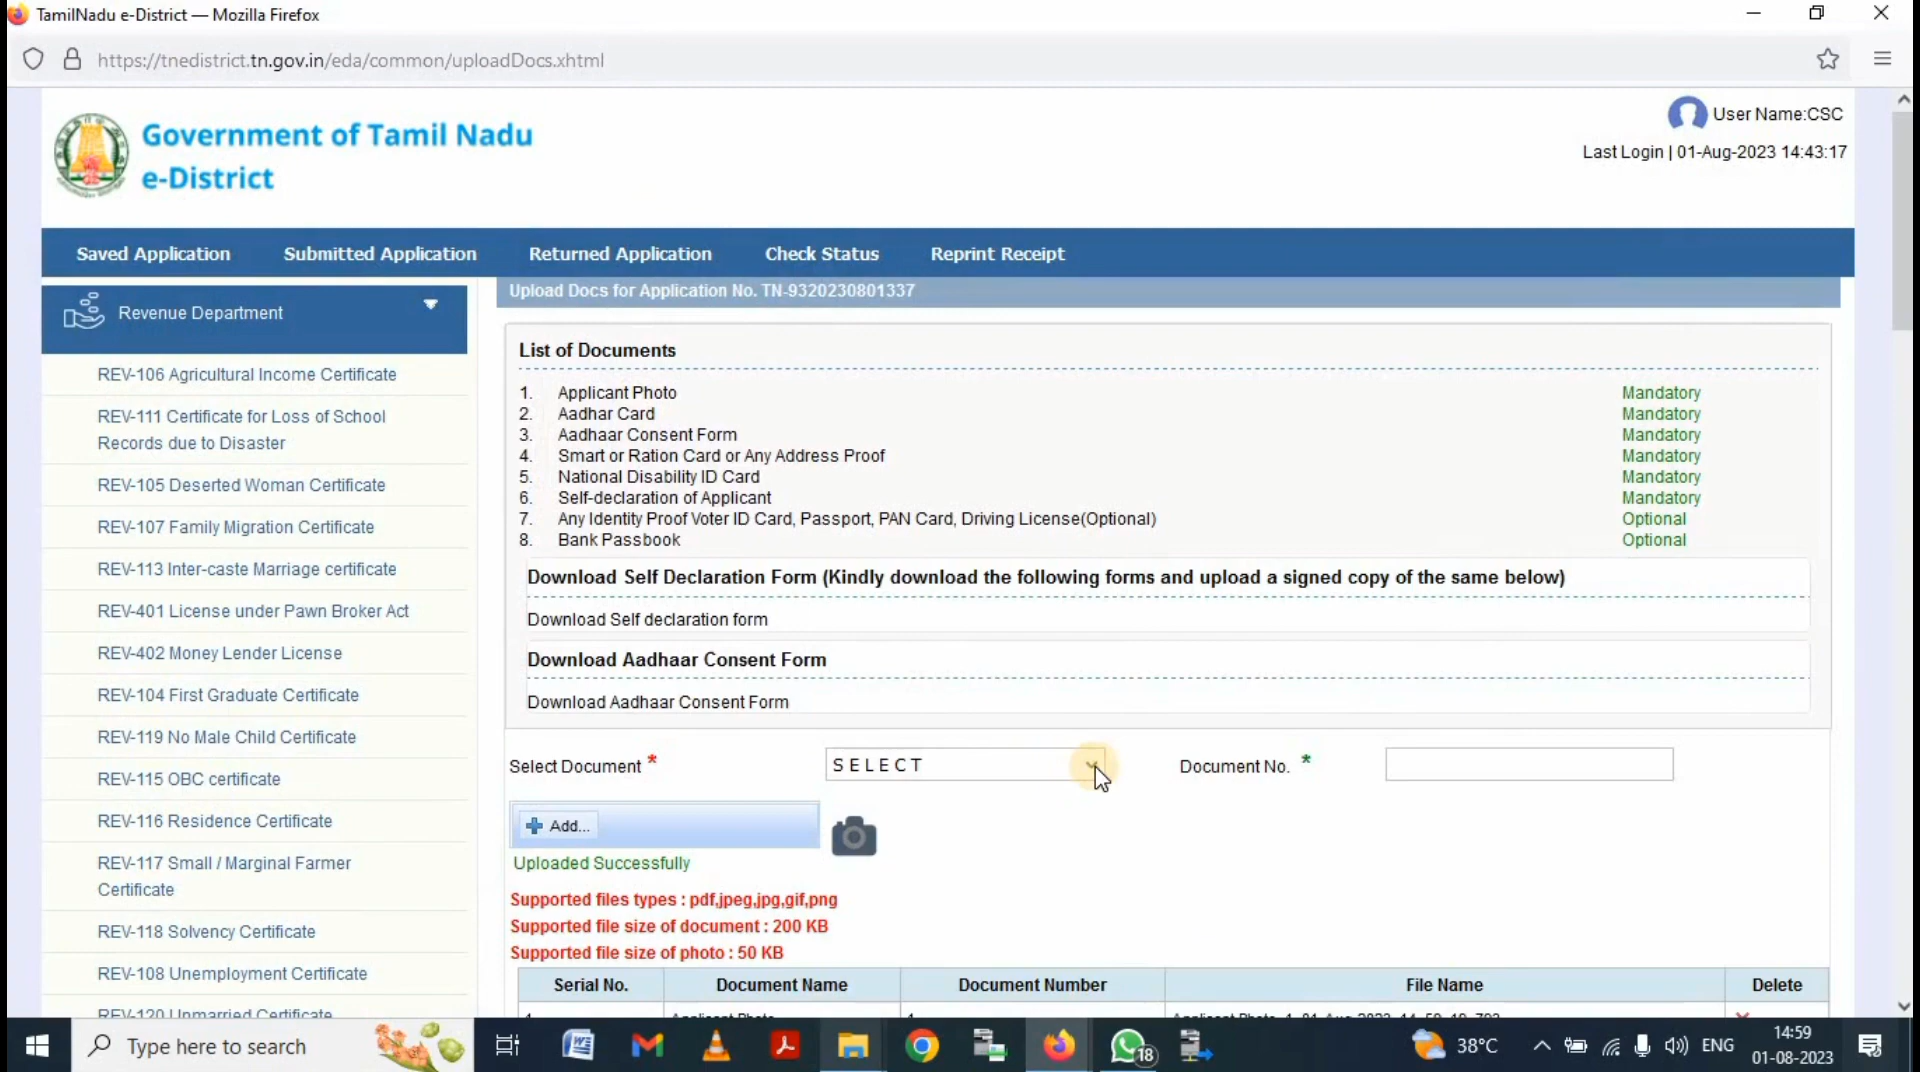 TamilNadu e-District — Mozilla Firefox
https://tnedistrict.tn.gov.in/eda/common/uploadDocs.xhtml
Government of Tamil Nadu
e-District
User Name:CSC
Last Login | 01-Aug-2023 14:43:17
Saved Application Submitted Application Returned Application Check Status Reprint Receipt
Revenue Department
REV-106 Agricultural Income Certificate
REV-111 Certificate for Loss of School
Records due to Disaster
REV-105 Deserted Woman Certificate
REV-107 Family Migration Certificate
REV-113 Inter-caste Marriage certificate
REV-401 License under Pawn Broker Act
REV-402 Money Lender License
REV-104 First Graduate Certificate
REV-119 No Male Child Certificate
REV-115 OBC certificate
REV-116 Residence Certificate
REV-117 Small / Marginal Farmer
Certificate
REV-118 Solvency Certificate
REV-108 Unemployment Certificate
REV-120 Unmarried Certificate
Upload Docs for Application No. TN-9320230801337
List of Documents
1. Applicant Photo Mandatory
2. Aadhar Card Mandatory
3. Aadhaar Consent Form Mandatory
4. Smart or Ration Card or Any Address Proof Mandatory
5. National Disability ID Card Mandatory
6. Self-declaration of Applicant Mandatory
7. Any Identity Proof Voter ID Card, Passport, PAN Card, Driving License(Optional) Optional
8. Bank Passbook Optional
Download Self Declaration Form (Kindly download the following forms and upload a signed copy of the same below)
Download Self declaration form
Download Aadhaar Consent Form
Download Aadhaar Consent Form
Select Document * SELECT Document No. *
Add...
Uploaded Successfully
Supported files types : pdf,jpeg,jpg,gif,png
Supported file size of document : 200 KB
Supported file size of photo : 50 KB
Serial No. Document Name Document Number File Name Delete
Type here to search
18
38°C
ENG
14:59
01-08-2023